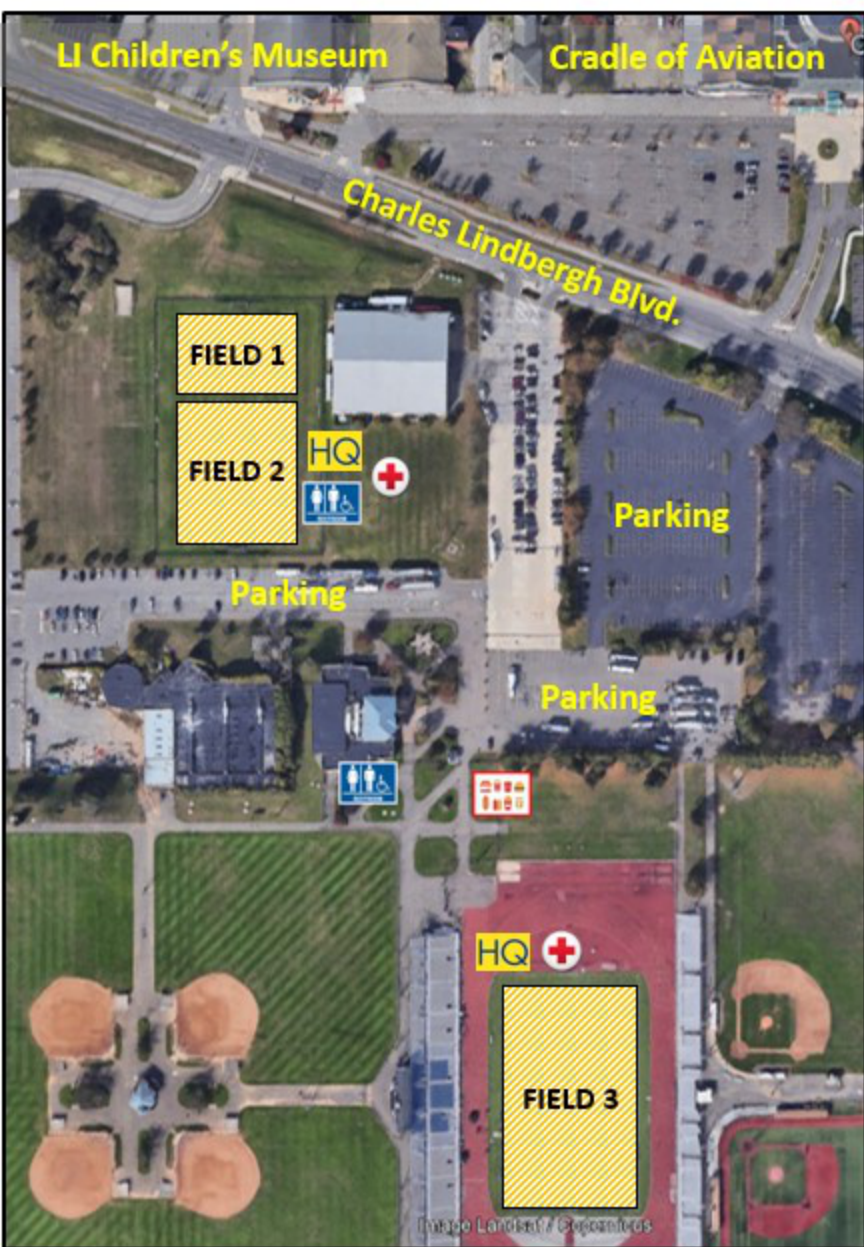 LI Children's Museum
Cradle of Aviation
Charles Lindbergh Blvd.
FIELD 1
FIELD 2
HQ
Parking
Parking
Parking
HQ
FIELD 3
Image Landsat / Copernicus